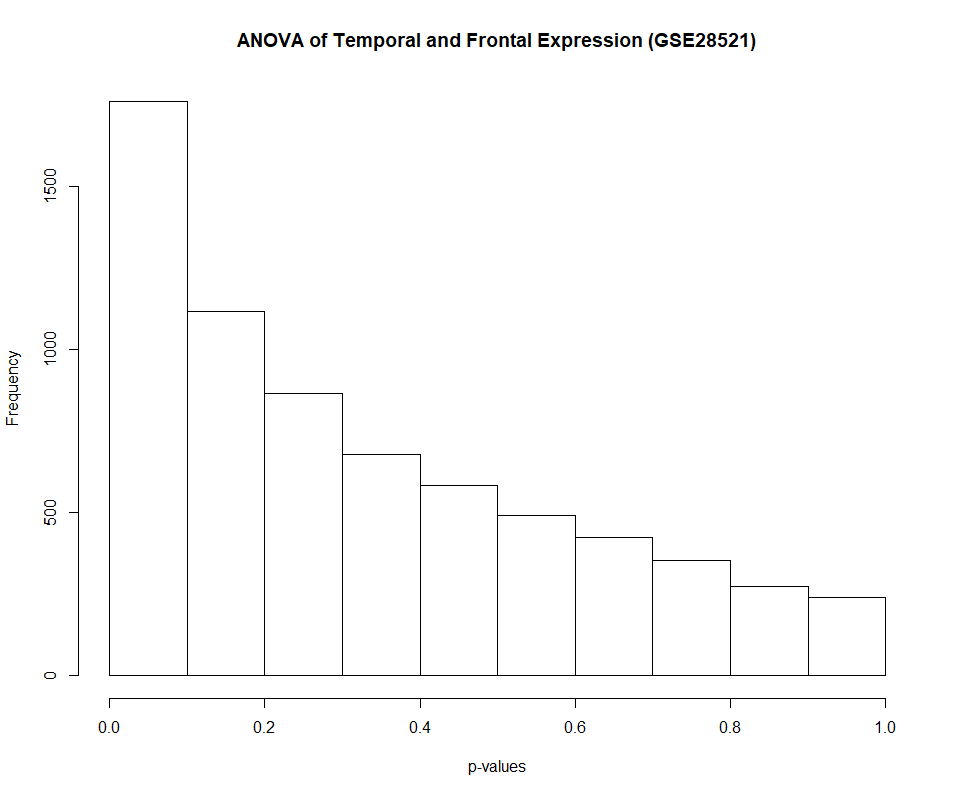 ANOVA of Temporal and Frontal Expression (GSE28521)
1500
1000
500
0
Frequency
0.0 0.2 0.4 0.6 0.8 1.0
p-values